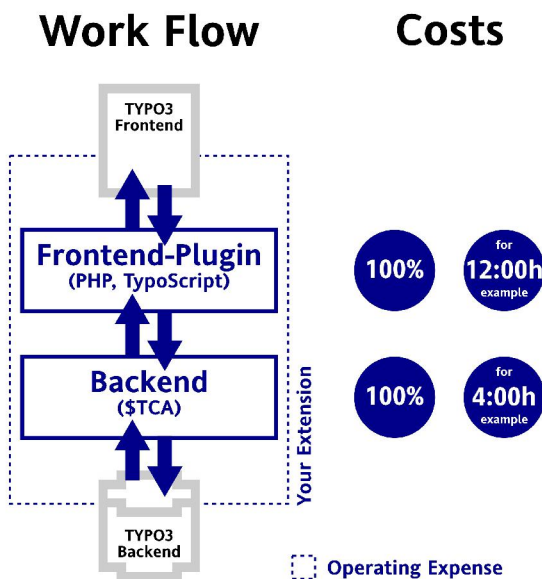 Work Flow
Costs
TYPO3
Frontend
Frontend-Plugin
(PHP, TypoScript)
100%
for
12:00h
example
Backend
($TCA)
100%
for
4:00h
example
Your Extension
TYPO3
Backend
Operating Expense